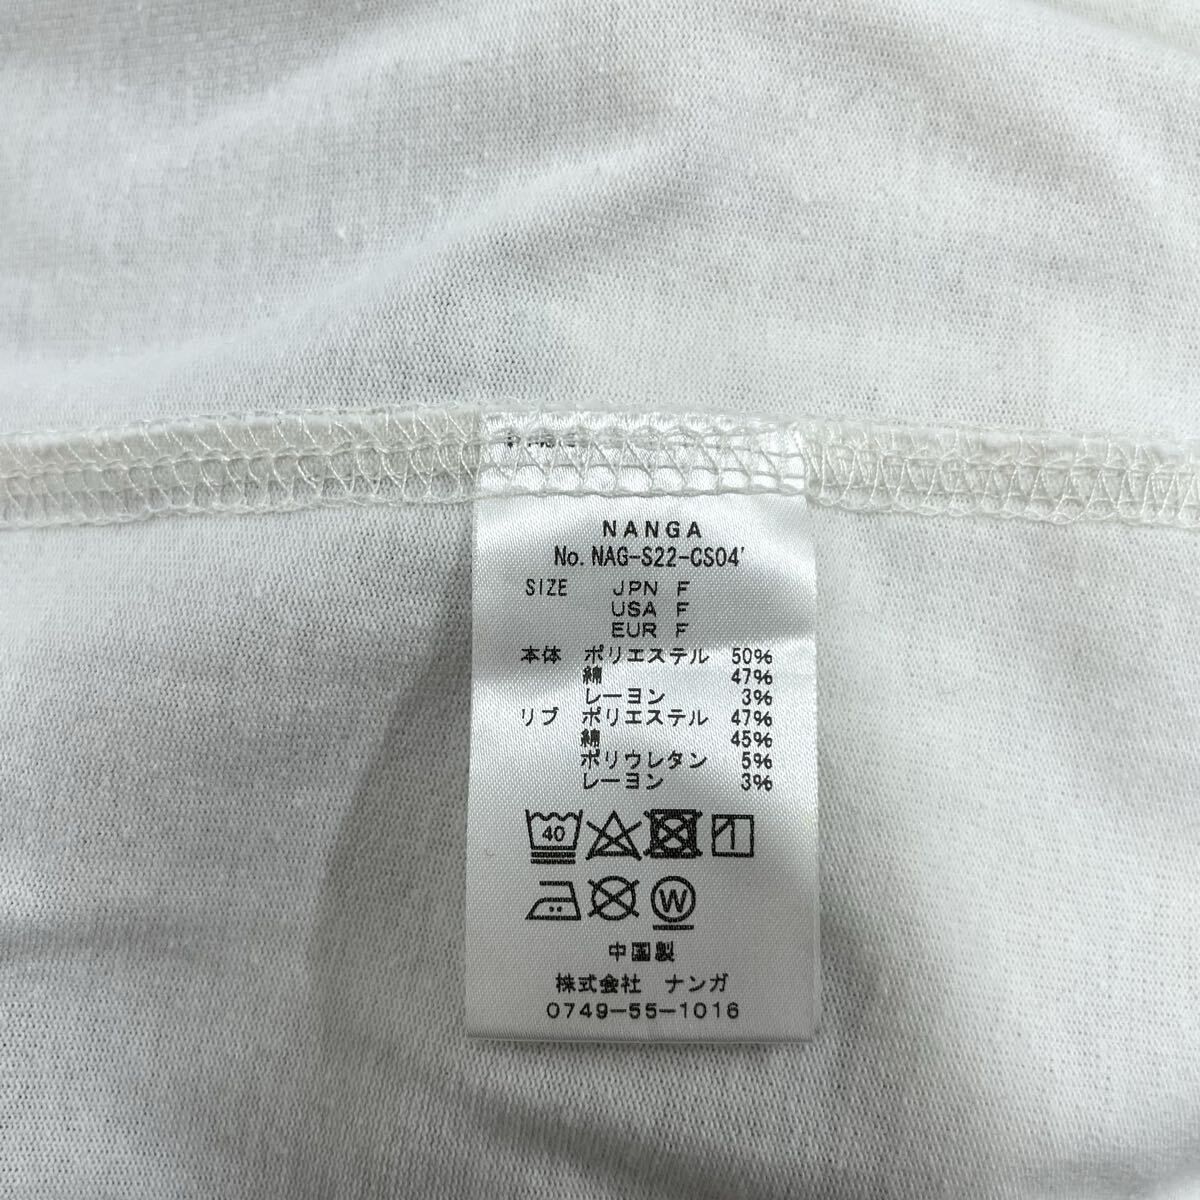 NANGA
No. NAG-S22-CS04'
SIZE JPN F
USA F
EUR F
本体 ポリエステル 50%
綿 47%
レーヨン 3%
リブ ポリエステル 47%
綿 45%
ポリウレタン 5%
レーヨン 3%
40
W
中国製
株式会社 ナンガ
0749-55-1016